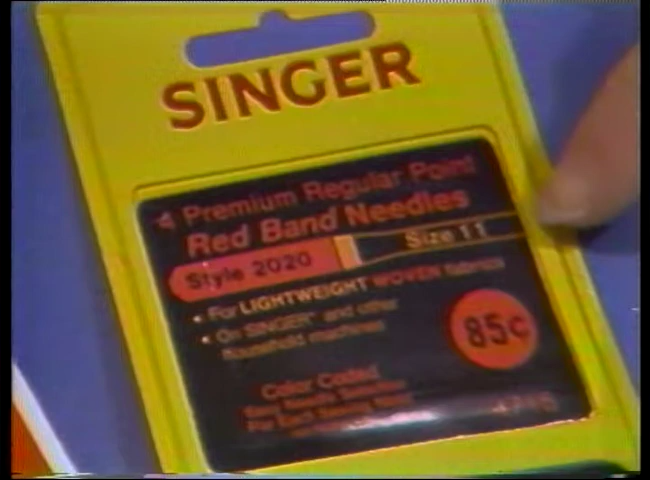 SINGER
4 Premium Regular Point
Red Band Needles
Style 2020 Size 11
• For LIGHTWEIGHT WOVEN fabrics
• On SINGER* and other
household machines
85¢
Color Coded